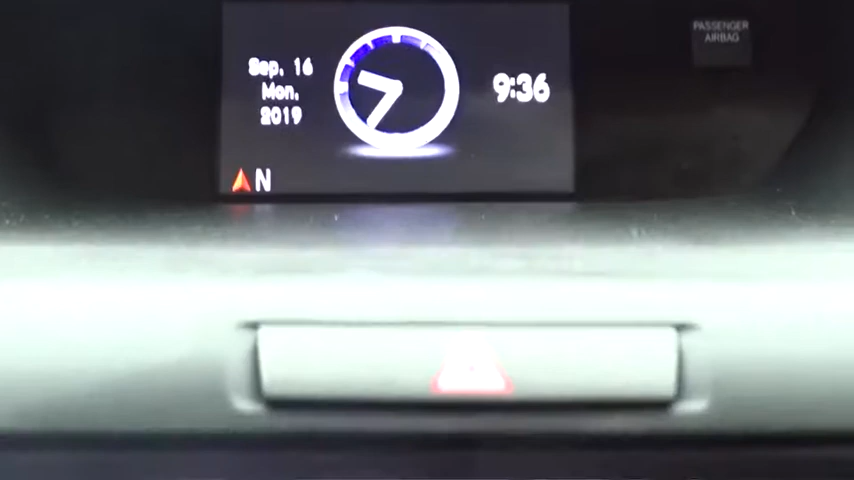 Sep. 16
Mon.
2019
9:36
N
PASSENGER
AIRBAG